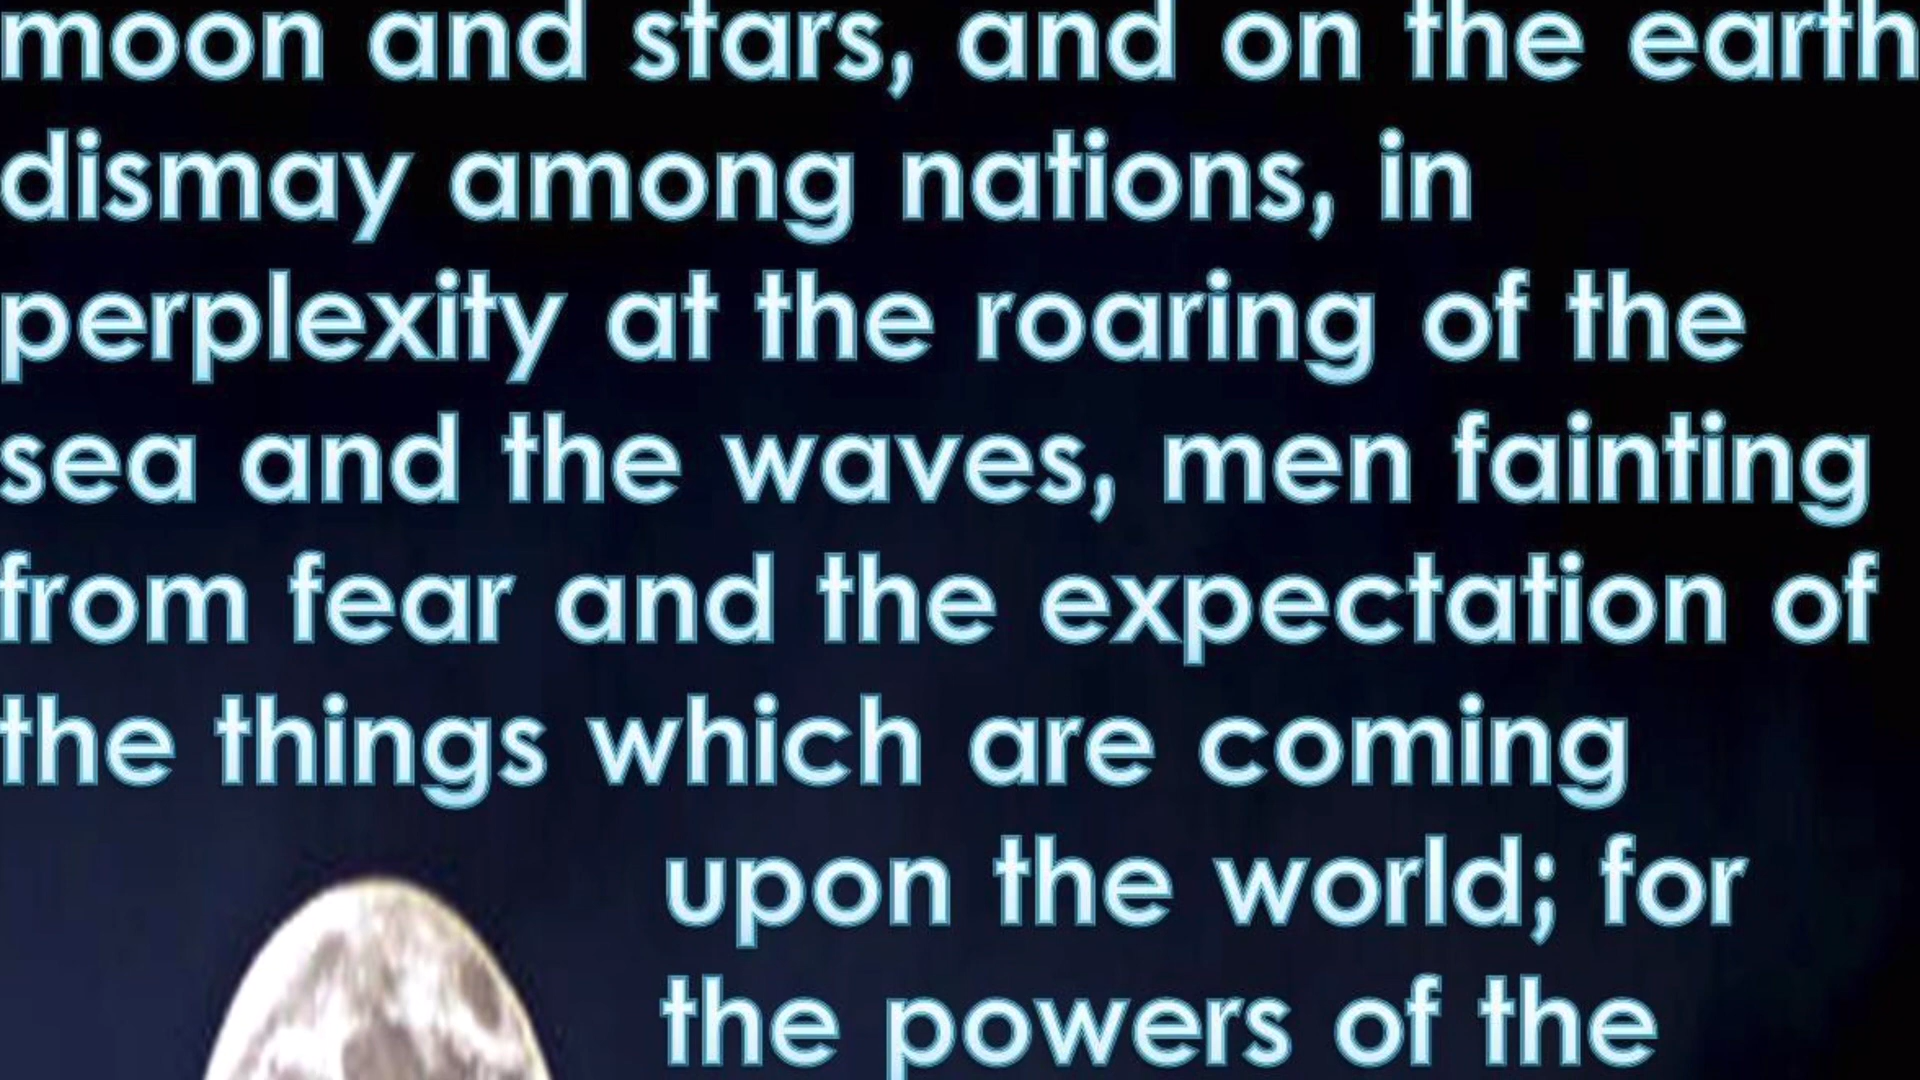 moon and stars, and on the earth
dismay among nations, in
perplexity at the roaring of the
sea and the waves, men fainting
from fear and the expectation of
the things which are coming
upon the world; for
the powers of the